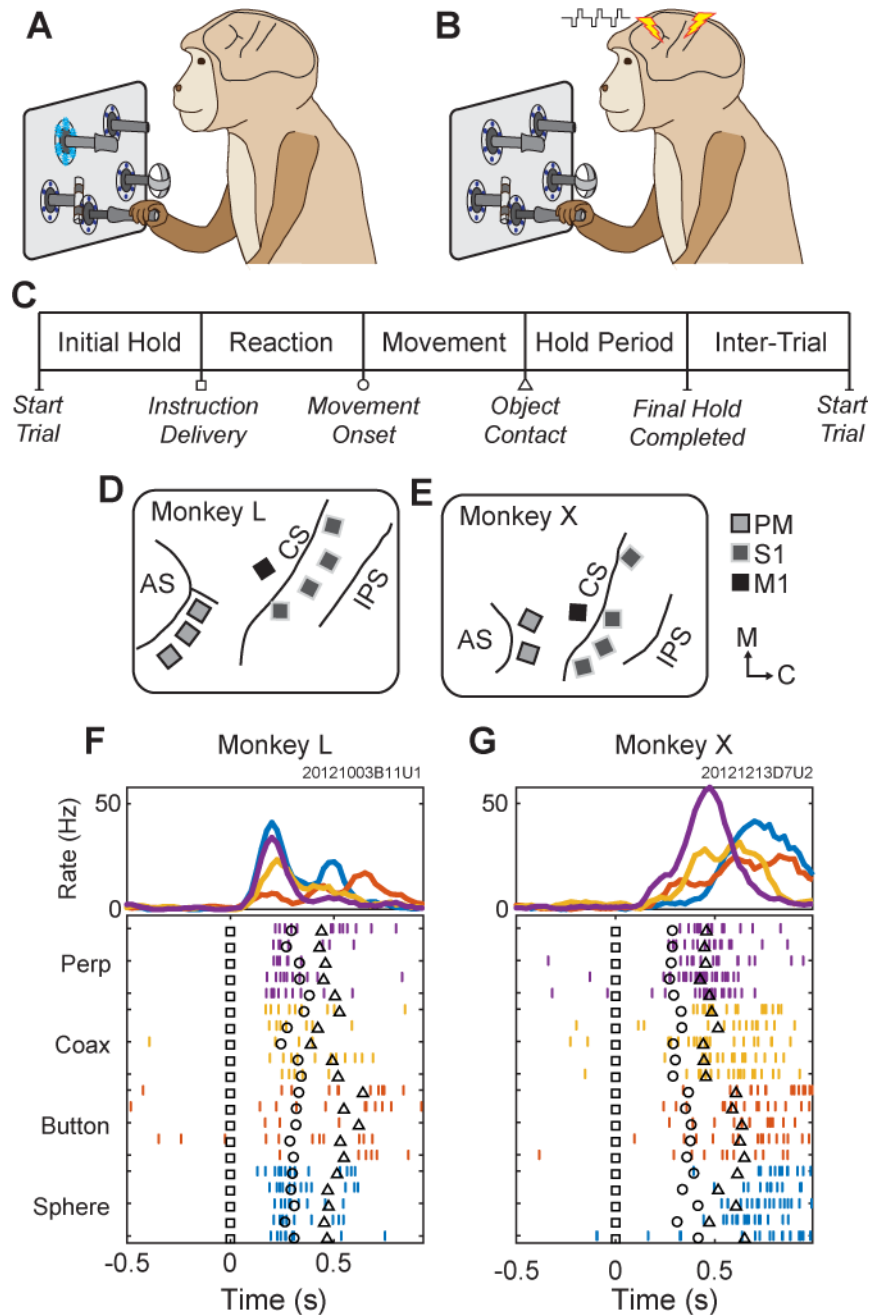 A
B
C
Initial Hold Reaction Movement Hold Period Inter-Trial
Start Instruction Movement Object Final Hold Start
Trial Delivery Onset Contact Completed Trial
D
Monkey L
AS
CS
IPS
E
Monkey X
AS
CS
IPS
PM
S1
M1
M
C
F Monkey L
20121003B11U1
50
Rate (Hz)
0
Perp
Coax
Button
Sphere
-0.5 0 0.5
Time (s)
G Monkey X
20121213D7U2
50
0
-0.5 0 0.5
Time (s)